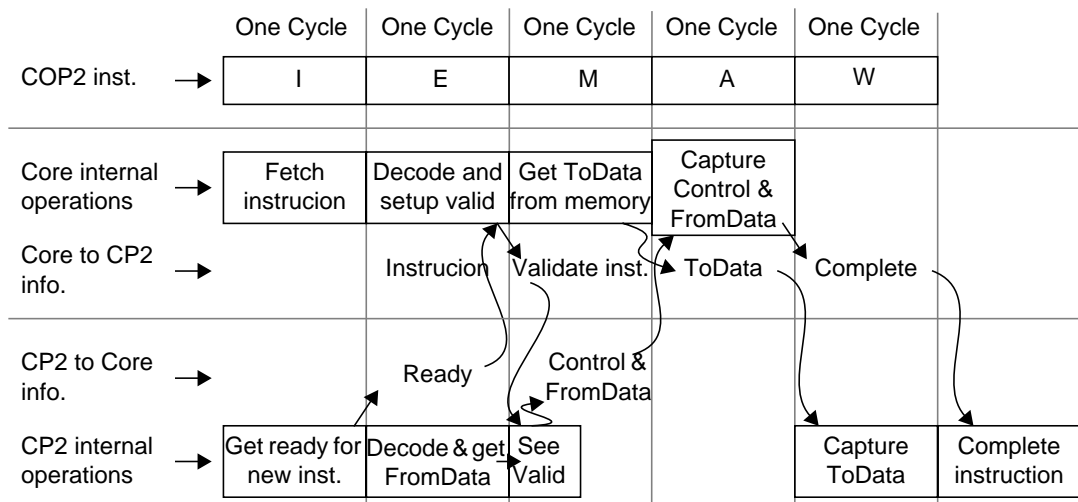 One Cycle One Cycle One Cycle One Cycle One Cycle
COP2 inst. I E M A W
Core internal
operations
Fetch
instrucion
Decode and
setup valid
Get ToData
from memory
Capture
Control &
FromData
Core to CP2
info.
Instrucion Validate inst. ToData Complete
CP2 to Core
info.
Ready
Control &
FromData
CP2 internal
operations
Get ready for
new inst.
Decode & get
FromData
See
Valid
Capture
ToData
Complete
instruction